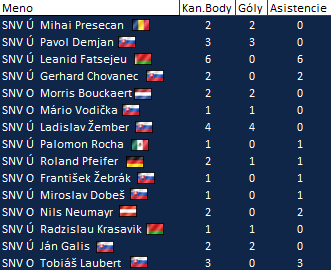 Meno Kan.Body Góly Asistencie
SNV Ú Mihai Presecan 2 2 0
SNV Ú Pavol Demjan 3 3 0
SNV Ú Leanid Fatsejeu 6 0 6
SNV Ú Gerhard Chovanec 2 0 2
SNV O Morris Bouckaert 2 2 0
SNV O Mário Vodička 1 1 0
SNV Ú Ladislav Žember 4 4 0
SNV Ú Palomon Rocha 1 0 1
SNV Ú Roland Pfeifer 2 1 1
SNV O František Žebrák 1 0 1
SNV Ú Miroslav Dobeš 1 0 1
SNV O Nils Neumayr 2 0 2
SNV Ú Radzislau Krasavik 1 1 0
SNV Ú Ján Galis 2 2 0
SNV O Tobiáš Laubert 3 0 3